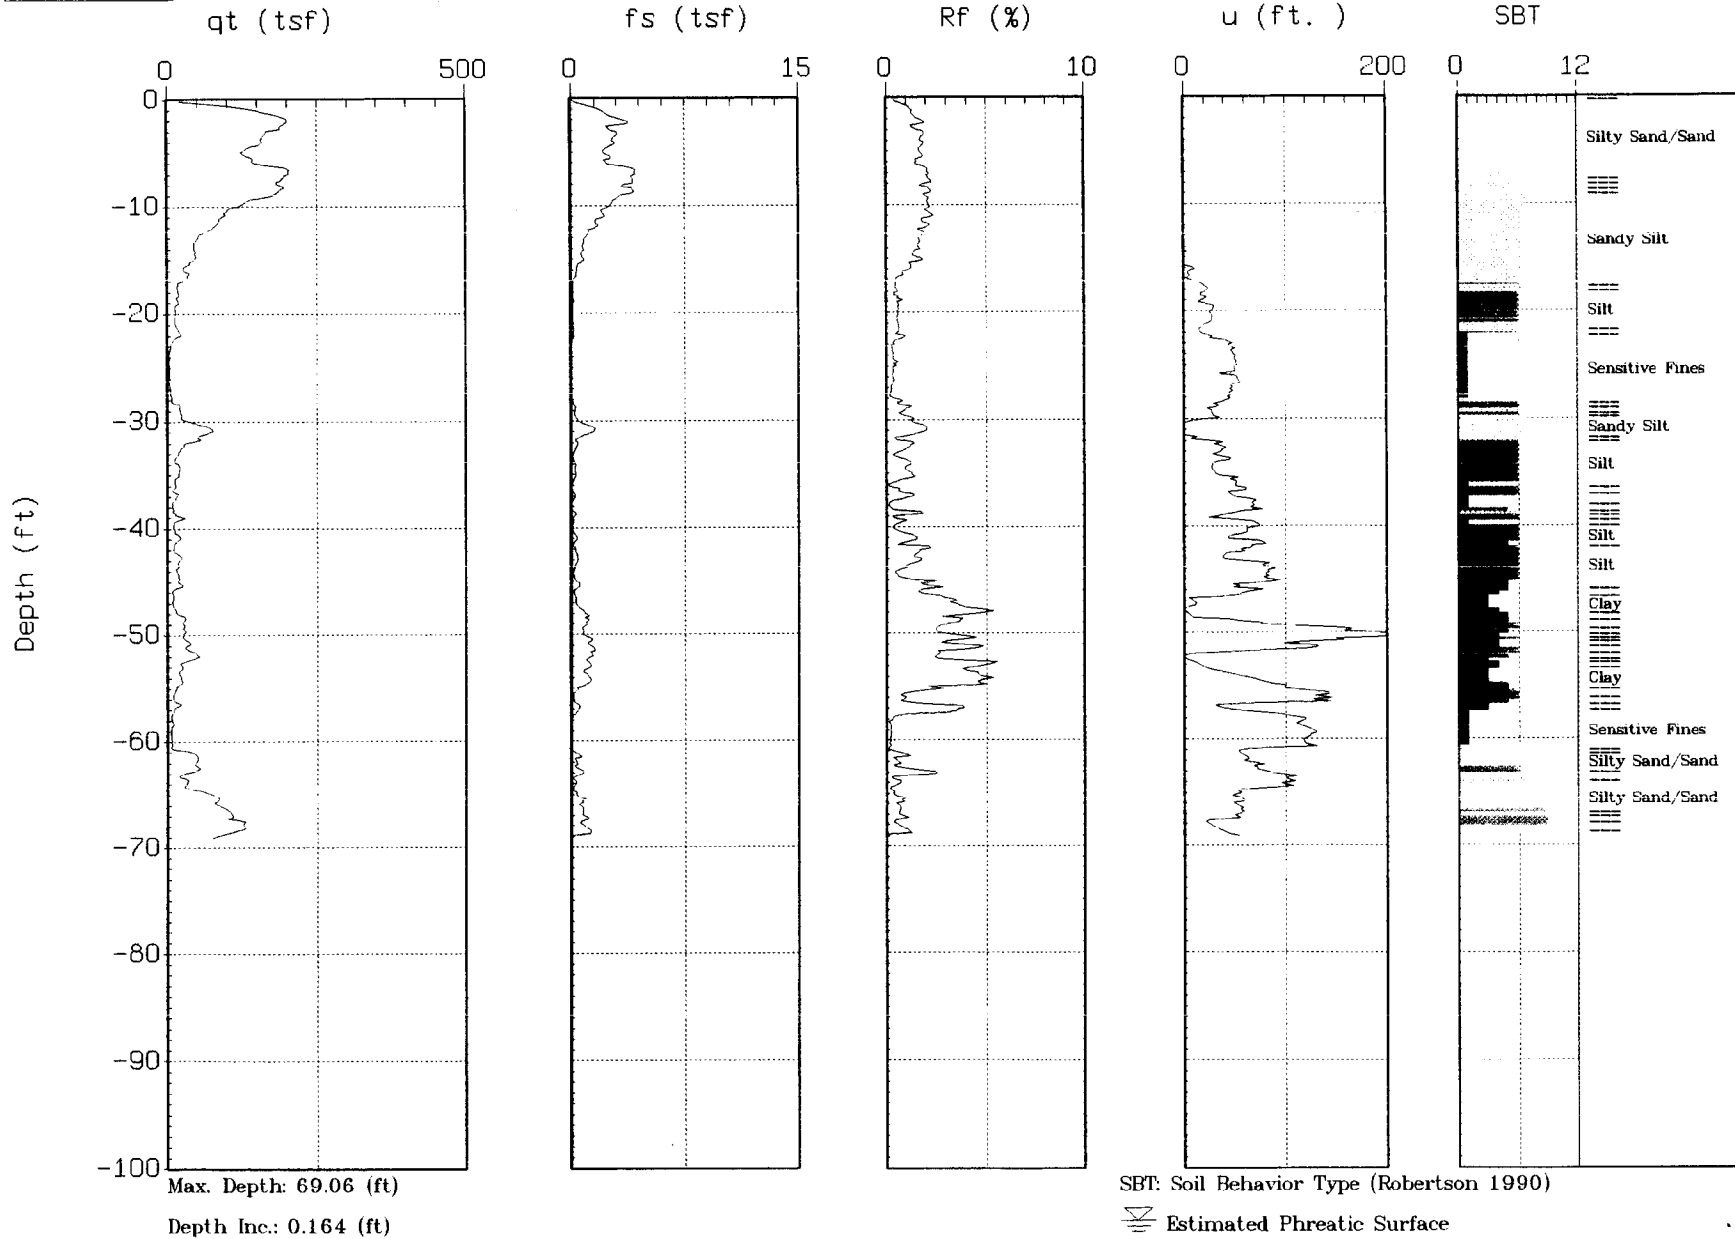 qt (tsf) fs (tsf) Rf (%) u (ft. ) SBT
0 500 0 15 0 10 0 200 0 12
0
Silty Sand/Sand
-10
Sandy Silt
-20
Silt
Sensitive Fines
-30
Sandy Silt
Silt
-40
Silt
Silt
Clay
-50
Clay
Sensitive Fines
-60
Silty Sand/Sand
Silty Sand/Sand
-70
-80
-90
-100
Depth (ft)
Max. Depth: 69.06 (ft)
Depth Inc.: 0.164 (ft)
SBT: Soil Behavior Type (Robertson 1990)
Estimated Phreatic Surface